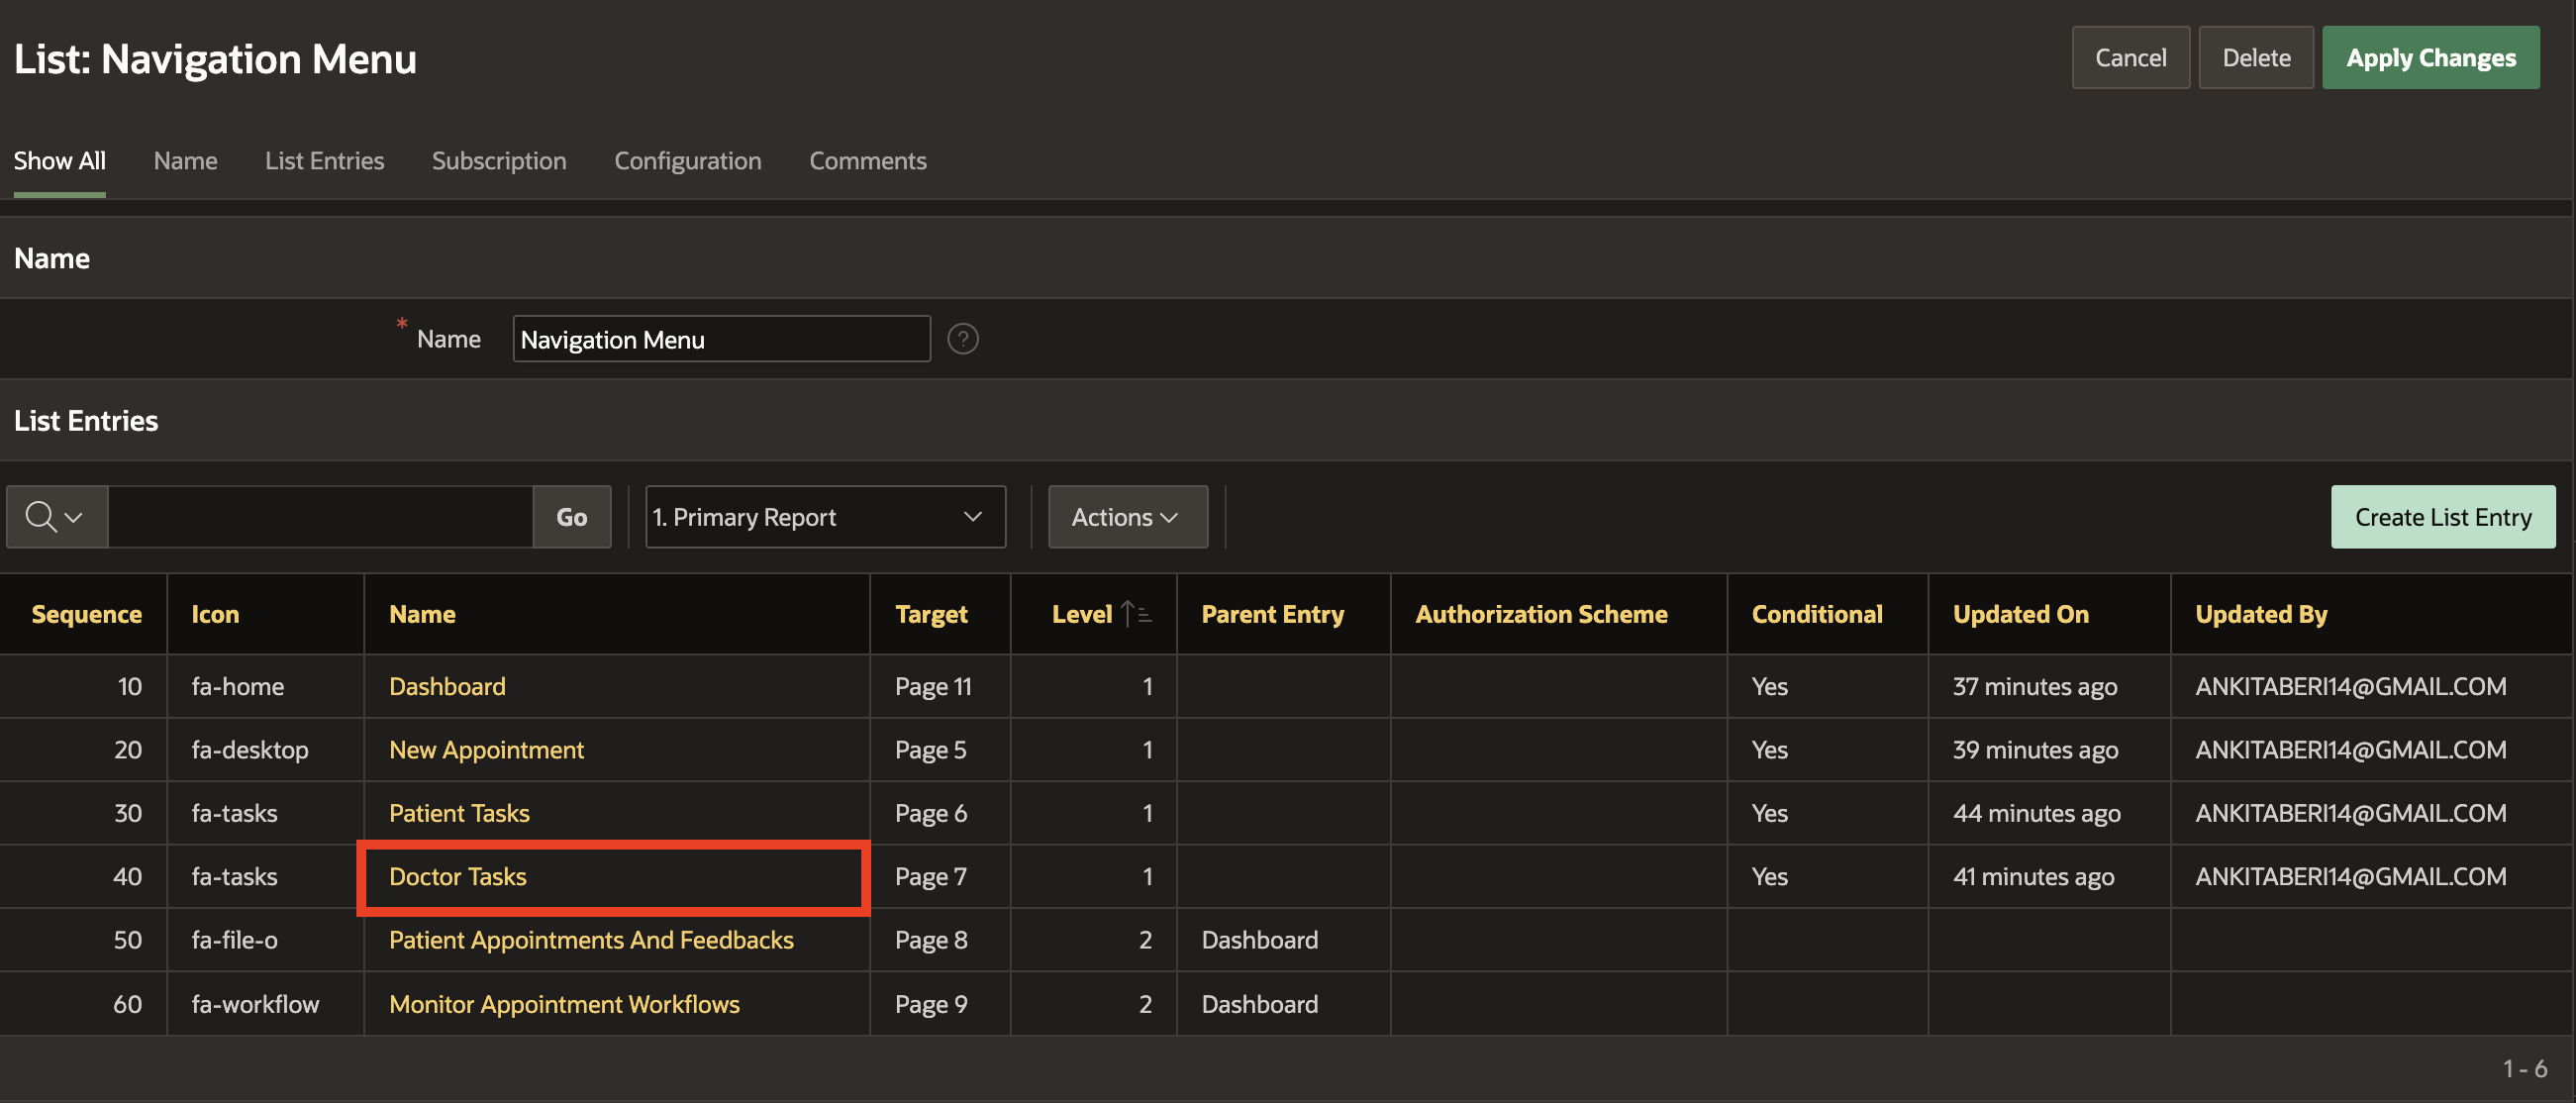 List: Navigation Menu
Cancel Delete Apply Changes
Show All Name List Entries Subscription Configuration Comments
Name
* Name Navigation Menu ?
List Entries
Go 1. Primary Report Actions Create List Entry
Sequence Icon Name Target Level Parent Entry Authorization Scheme Conditional Updated On Updated By
10 fa-home Dashboard Page 11 1 Yes 37 minutes ago ANKITABERI14@GMAIL.COM
20 fa-desktop New Appointment Page 5 1 Yes 39 minutes ago ANKITABERI14@GMAIL.COM
30 fa-tasks Patient Tasks Page 6 1 Yes 44 minutes ago ANKITABERI14@GMAIL.COM
40 fa-tasks Doctor Tasks Page 7 1 Yes 41 minutes ago ANKITABERI14@GMAIL.COM
50 fa-file-o Patient Appointments And Feedbacks Page 8 2 Dashboard
60 fa-workflow Monitor Appointment Workflows Page 9 2 Dashboard
1 - 6